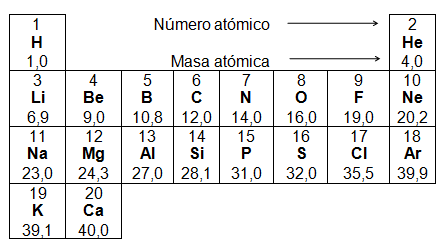 1 Número atómico 2
H He
1,0 Masa atómica 4,0
3 4 5 6 7 8 9 10
Li Be B C N O F Ne
6,9 9,0 10,8 12,0 14,0 16,0 19,0 20,2
11 12 13 14 15 16 17 18
Na Mg Al Si P S Cl Ar
23,0 24,3 27,0 28,1 31,0 32,0 35,5 39,9
19 20
K Ca
39,1 40,0